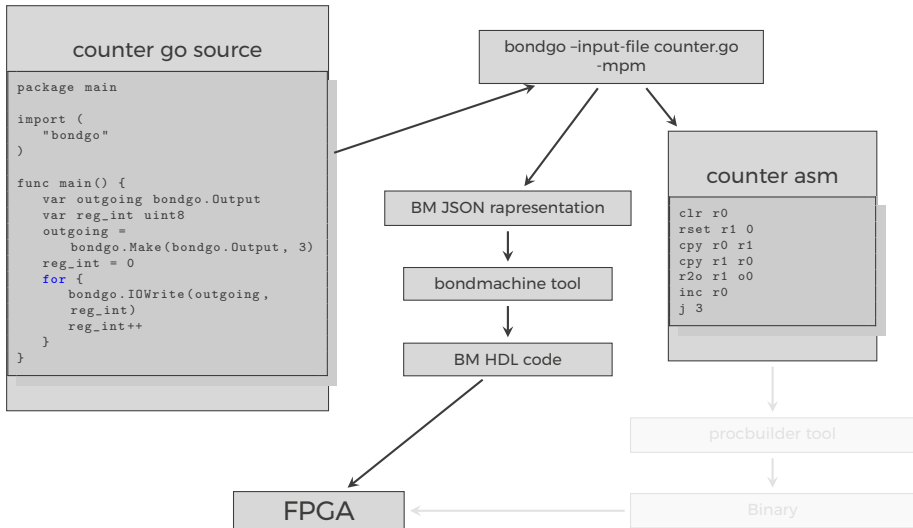 counter go source
package main
import (
"bondgo"
)
func main() {
var outgoing bondgo.Output
var reg_int uint8
outgoing =
bondgo.Make(bondgo.Output, 3)
reg_int = 0
for {
bondgo.IOWrite(outgoing,
reg_int)
reg_int++
}
}
bondgo –input-file counter.go
-mpm
BM JSON rapresentation
bondmachine tool
BM HDL code
FPGA
counter asm
clr r0
rset r1 0
cpy r0 r1
cpy r1 r0
r2o r1 o0
inc r0
j 3
procbuilder tool
Binary